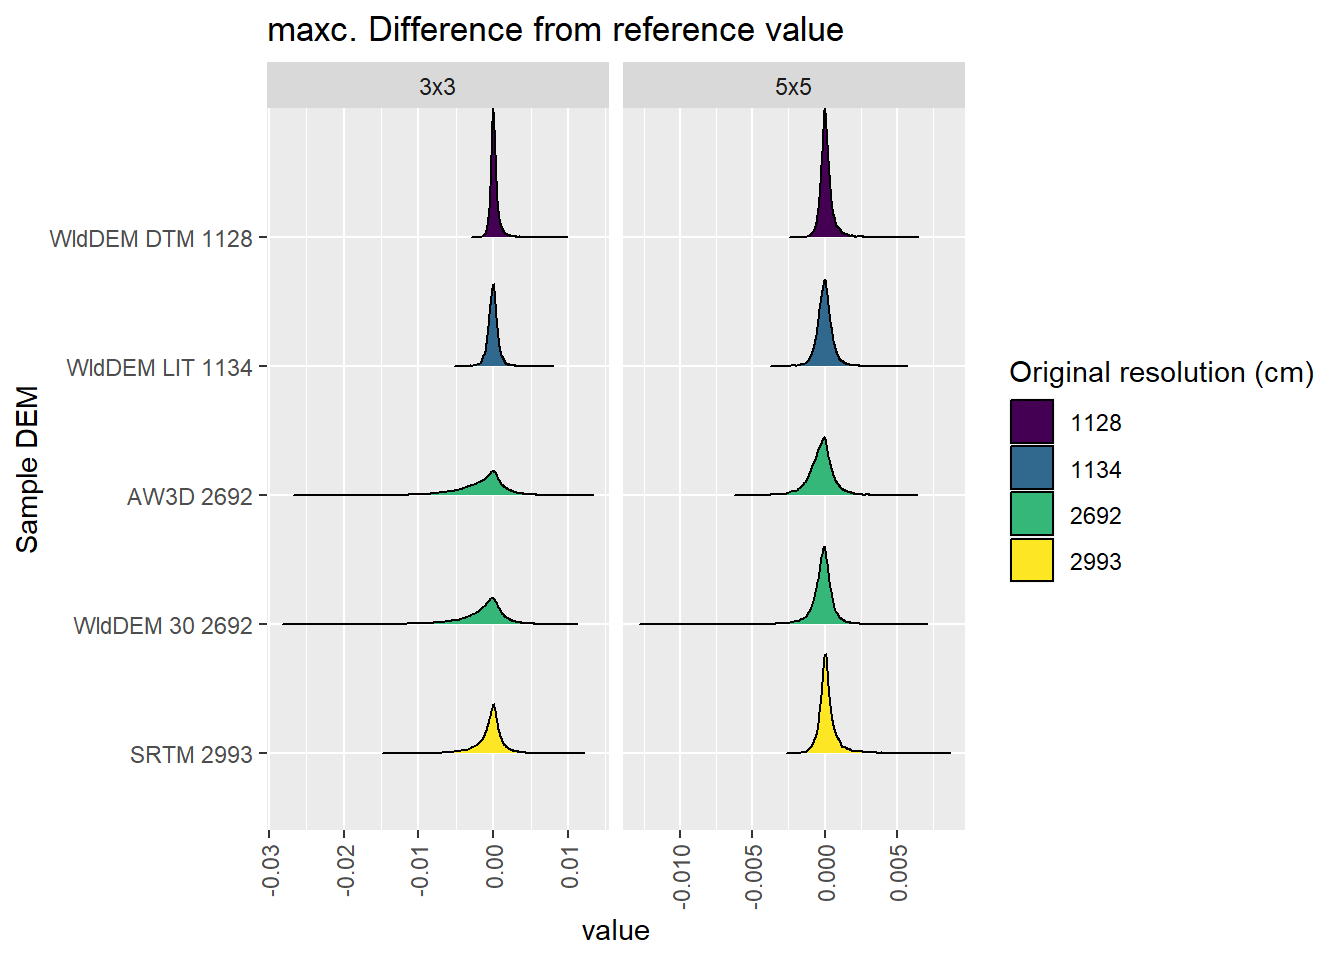 maxc. Difference from reference value
3x3
5x5
WldDEM DTM 1128
WldDEM LIT 1134
AW3D 2692
WldDEM 30 2692
SRTM 2993
Sample DEM
-0.03
-0.02
-0.01
0.00
0.01
-0.010
-0.005
0.000
0.005
value
Original resolution (cm)
1128
1134
2692
2993